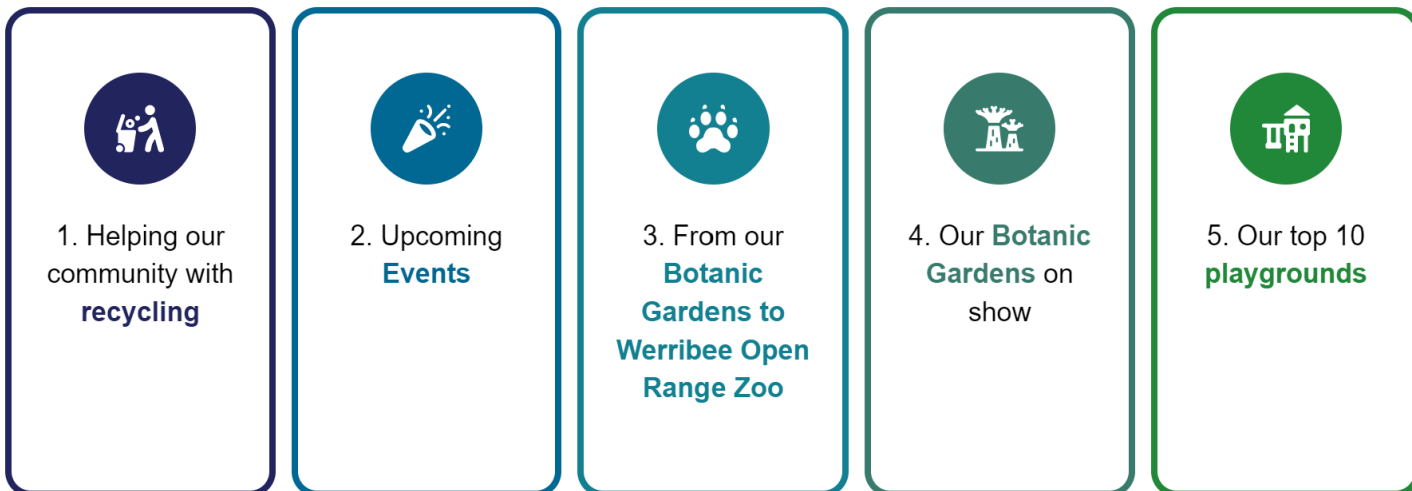 1. Helping our
community with
recycling
2. Upcoming
Events
3. From our
Botanic
Gardens to
Werribee Open
Range Zoo
4. Our Botanic
Gardens on
show
5. Our top 10
playgrounds